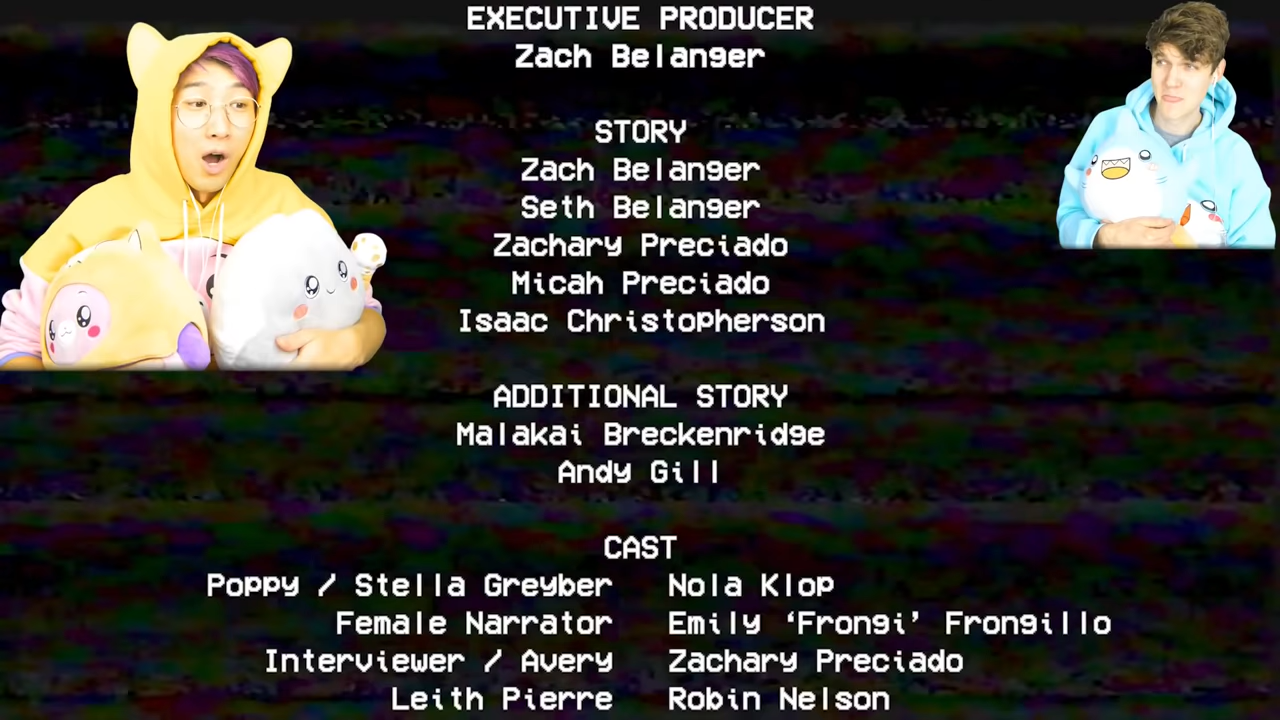 EXECUTIVE PRODUCER
Zach Belanger
STORY
Zach Belanger
Seth Belanger
Zachary Preciado
Micah Preciado
Isaac Christopherson
ADDITIONAL STORY
Malakai Breckenridge
Andy Gill
CAST
Poppy / Stella Greyber Nola Klop
Female Narrator Emily ‘Frongi’ Frongillo
Interviewer / Avery Zachary Preciado
Leith Pierre Robin Nelson